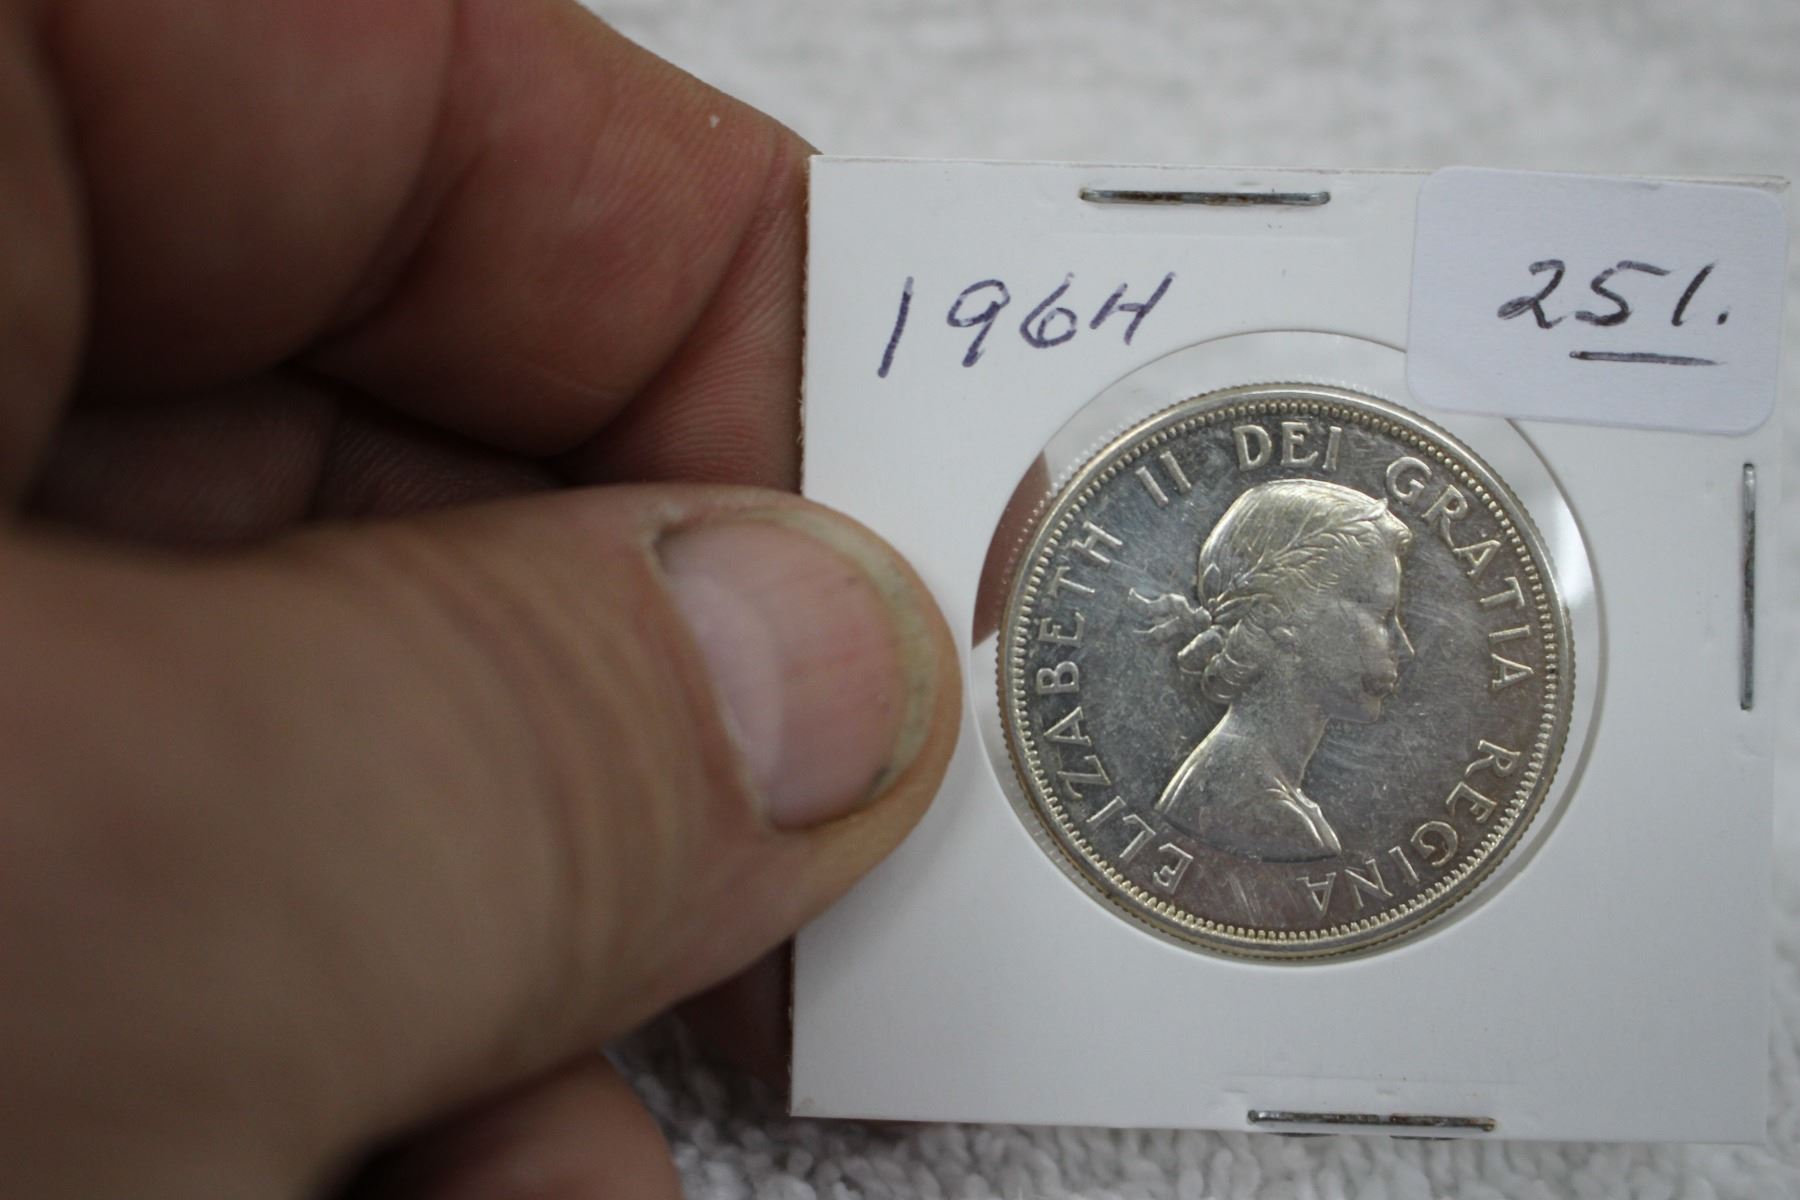 1964
251.
ELIZABETH II DEI GRATIA REGINA